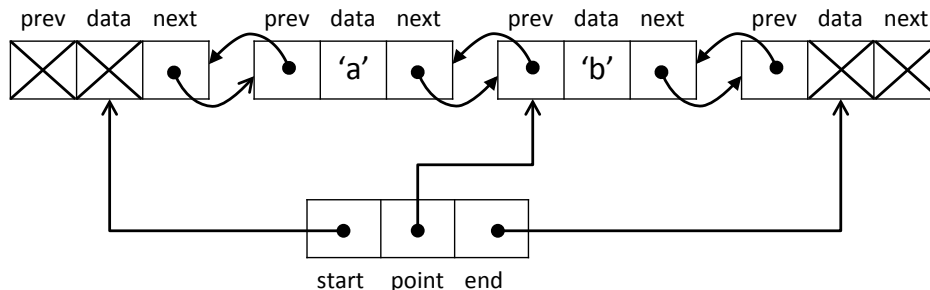 prev data next prev data next prev data next prev data next
‘a’ ‘b’
start point end